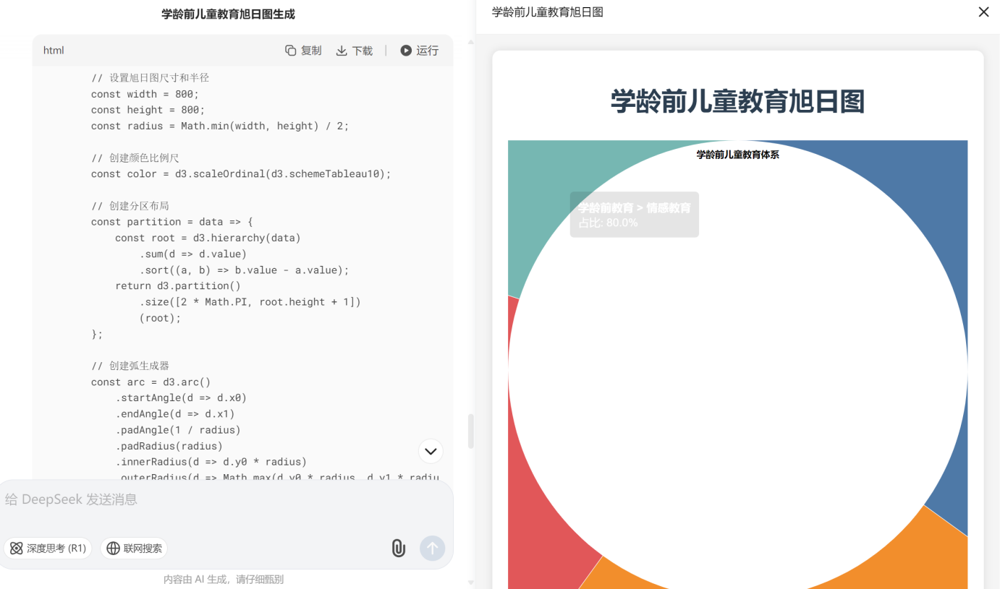 学龄前儿童教育旭日图生成
html
复制
下载
运行
// 设置旭日图尺寸和半径
const width = 800;
const height = 800;
const radius = Math.min(width, height) / 2;
// 创建颜色比例尺
const color = d3.scaleOrdinal(d3.schemeTableau10);
// 创建分区布局
const partition = data => {
const root = d3.hierarchy(data)
.sum(d => d.value)
.sort((a, b) => b.value - a.value);
return d3.partition()
.size([2 * Math.PI, root.height + 1])
(root);
};
// 创建弧生成器
const arc = d3.arc()
.startAngle(d => d.x0)
.endAngle(d => d.x1)
.padAngle(1 / radius)
.padRadius(radius)
.innerRadius(d => d.y0 * radius)
.outerRadius(d => Math.max(d.y0 * radius, d.y1 * radiu
给 DeepSeek 发送消息
深度思考 (R1)
联网搜索
内容由 AI 生成，请仔细甄别
学龄前儿童教育旭日图
学龄前儿童教育旭日图
学龄前儿童教育体系
学龄前教育 > 情感教育
占比: 80.0%